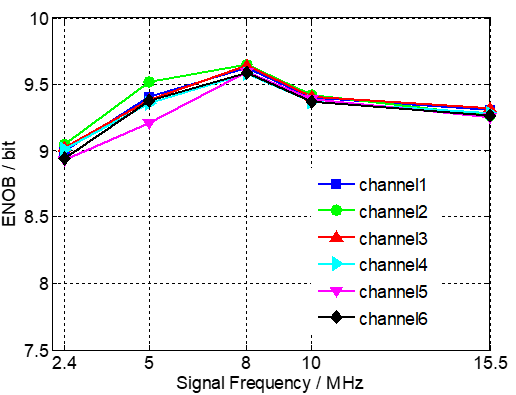 10
9.5
9
8.5
8
7.5
ENOB / bit
channel1
channel2
channel3
channel4
channel5
channel6
2.4 5 8 10 15.5
Signal Frequency / MHz